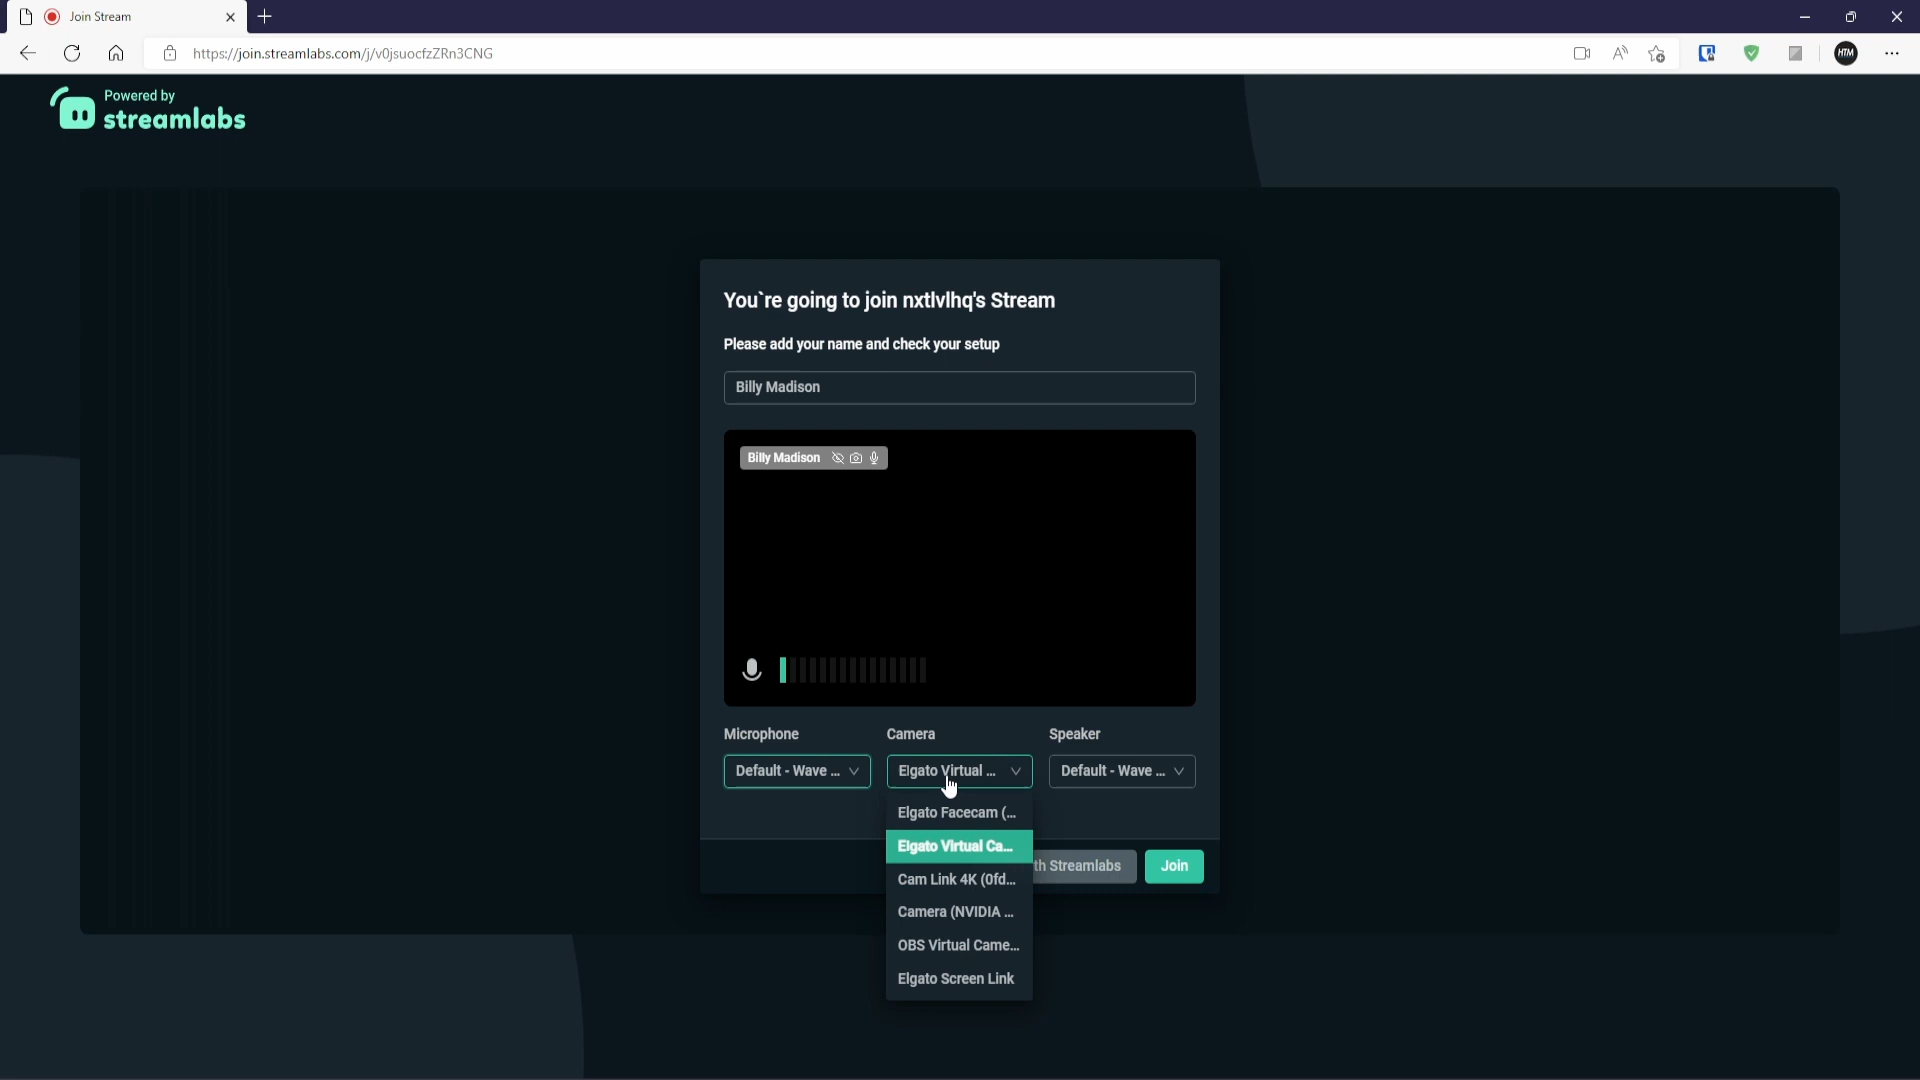 Join Stream
https://join.streamlabs.com/j/v0jsuocfzZRn3CNG
HTM
Powered by
streamlabs
You`re going to join nxtlvlhq's Stream
Please add your name and check your setup
Billy Madison
Billy Madison
Microphone
Camera
Speaker
Default - Wave ...
Elgato Virtual ...
Default - Wave ...
Elgato Facecam (...
Elgato Virtual Ca...
th Streamlabs
Join
Cam Link 4K (0fd...
Camera (NVIDIA ...
OBS Virtual Came...
Elgato Screen Link